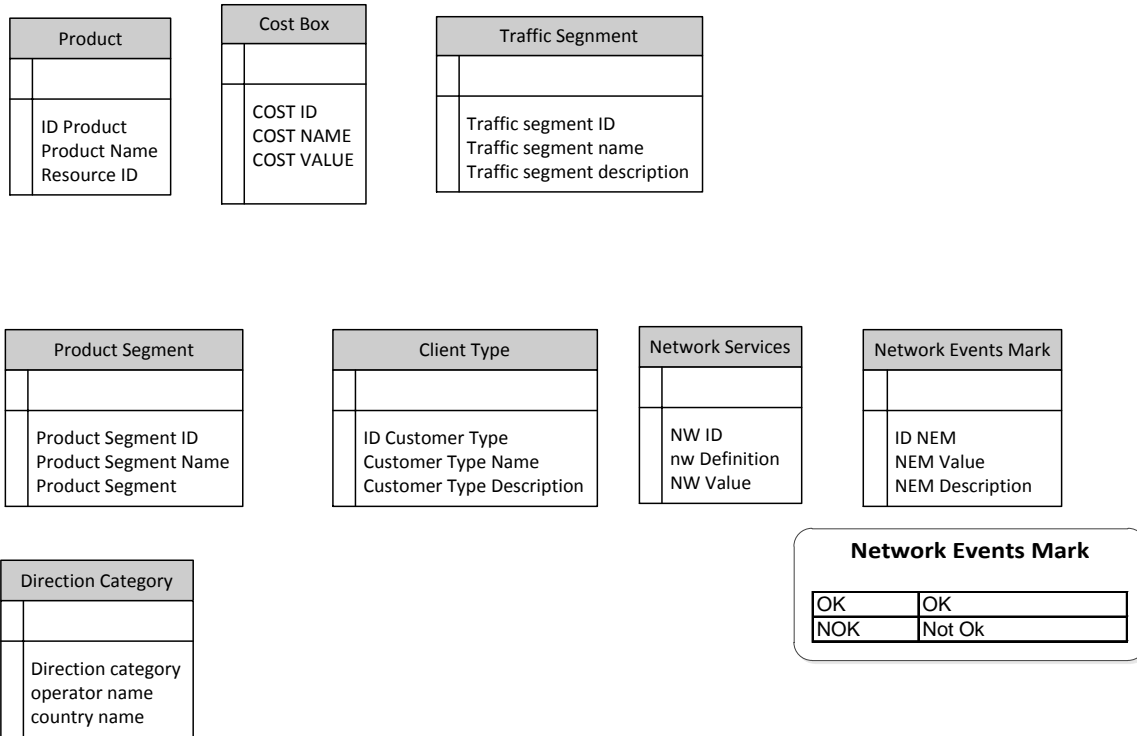 Product
ID Product
Product Name
Resource ID
Cost Box
COST ID
COST NAME
COST VALUE
Traffic Segnment
Traffic segment ID
Traffic segment name
Traffic segment description
Product Segment
Product Segment ID
Product Segment Name
Product Segment
Client Type
ID Customer Type
Customer Type Name
Customer Type Description
Network Services
NW ID
nw Definition
NW Value
Network Events Mark
ID NEM
NEM Value
NEM Description
Network Events Mark
OK OK
NOK Not Ok
Direction Category
Direction category
operator name
country name